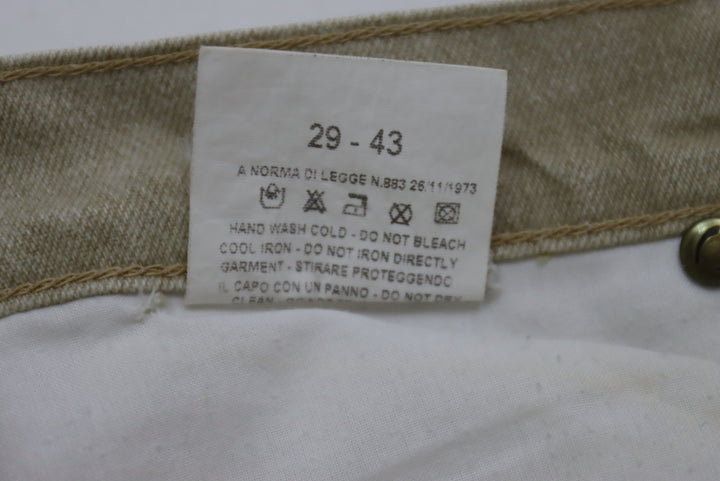 29 - 43
A NORMA DI LEGGE N.883 26/11/1973
HAND WASH COLD - DO NOT BLEACH
COOL IRON - DO NOT IRON DIRECTLY
GARMENT - STIRARE PROTEGGENDO
IL CAPO CON UN PANNO - DO NOT DRY
CLEAN -